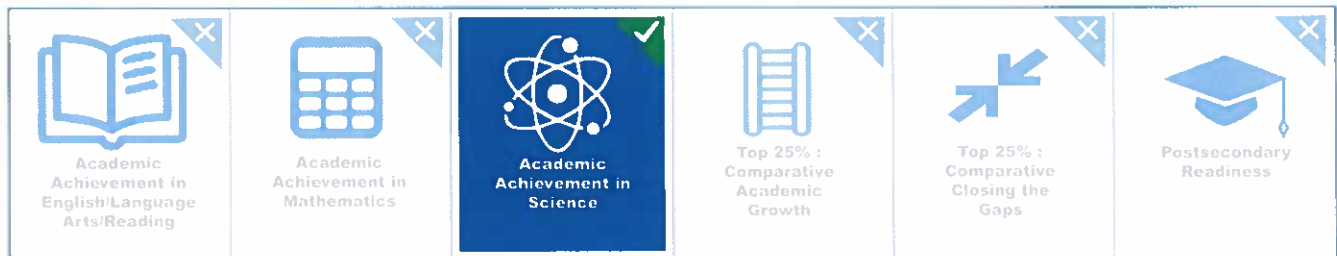 Academic
Achievement in
English/Language
Arts/Reading
Academic
Achievement in
Mathematics
Academic
Achievement in
Science
Top 25% :
Comparative
Academic
Growth
Top 25% :
Comparative
Closing the
Gaps
Postsecondary
Readiness